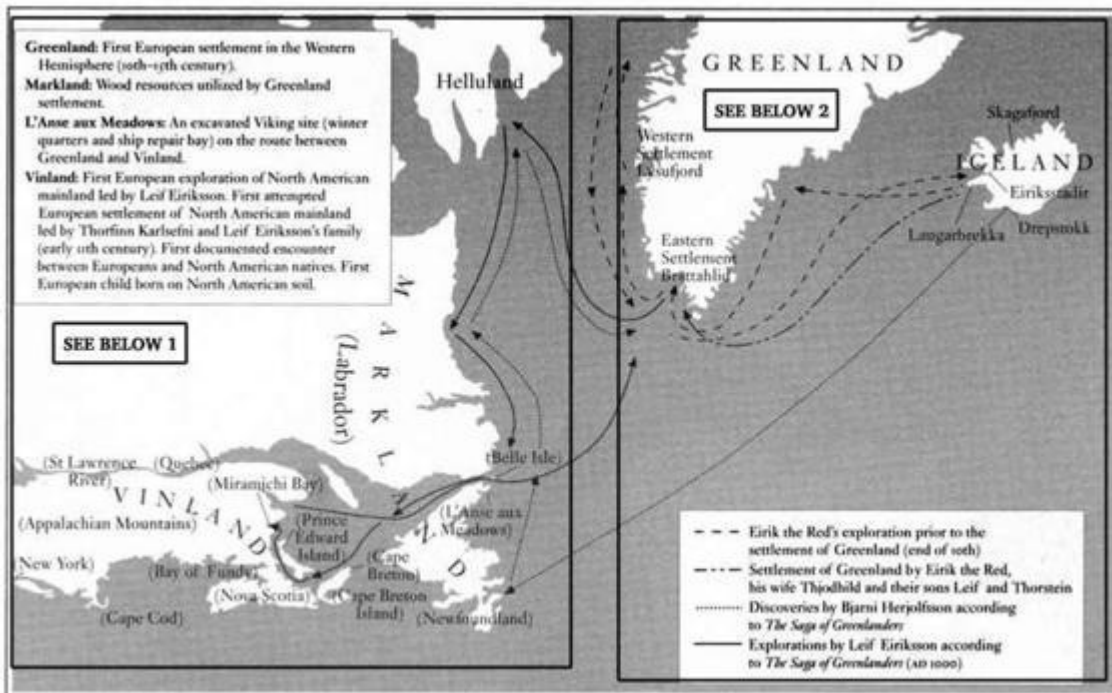 Greenland: First European settlement in the Western
Hemisphere (10th–15th century).
Markland: Wood resources utilized by Greenland
settlement.
L'Anse aux Meadows: An excavated Viking site (winter
quarters and ship repair bay) on the route between
Greenland and Vinland.
Vinland: First European exploration of North American
mainland led by Leif Eiriksson. First attempted
European settlement of North American mainland
led by Thorfinn Karlsefni and Leif Eiriksson's family
(early 11th century). First documented encounter
between Europeans and North American natives. First
European child born on North American soil.
Helluland
GREENLAND
SEE BELOW 2
Skagafjord
ICELAND
Western
Settlement
Lysufjord
Eiriksstadir
Laugarbrekka
Drepstokk
Eastern
Settlement
Brattahlid
SEE BELOW 1
MARKLAND
(Labrador)
(Belle Isle)
(St Lawrence
River)
(Quebec)
(Miramichi Bay)
VINLAND
(Appalachian Mountains)
(Prince
Edward
Island)
(L'Anse aux
Meadows)
(New York)
(Bay of Fundy)
(Cape
Breton)
(Nova Scotia)
(Cape Breton
Island)
(Cape Cod)
(Newfoundland)
Eirik the Red's exploration prior to the
settlement of Greenland (end of 10th)
Settlement of Greenland by Eirik the Red,
his wife Thjodhild and their sons Leif and Thorstein
Discoveries by Bjarni Herjolfsson according
to The Saga of Greenlanders
Explorations by Leif Eiriksson according
to The Saga of Greenlanders (AD 1000)